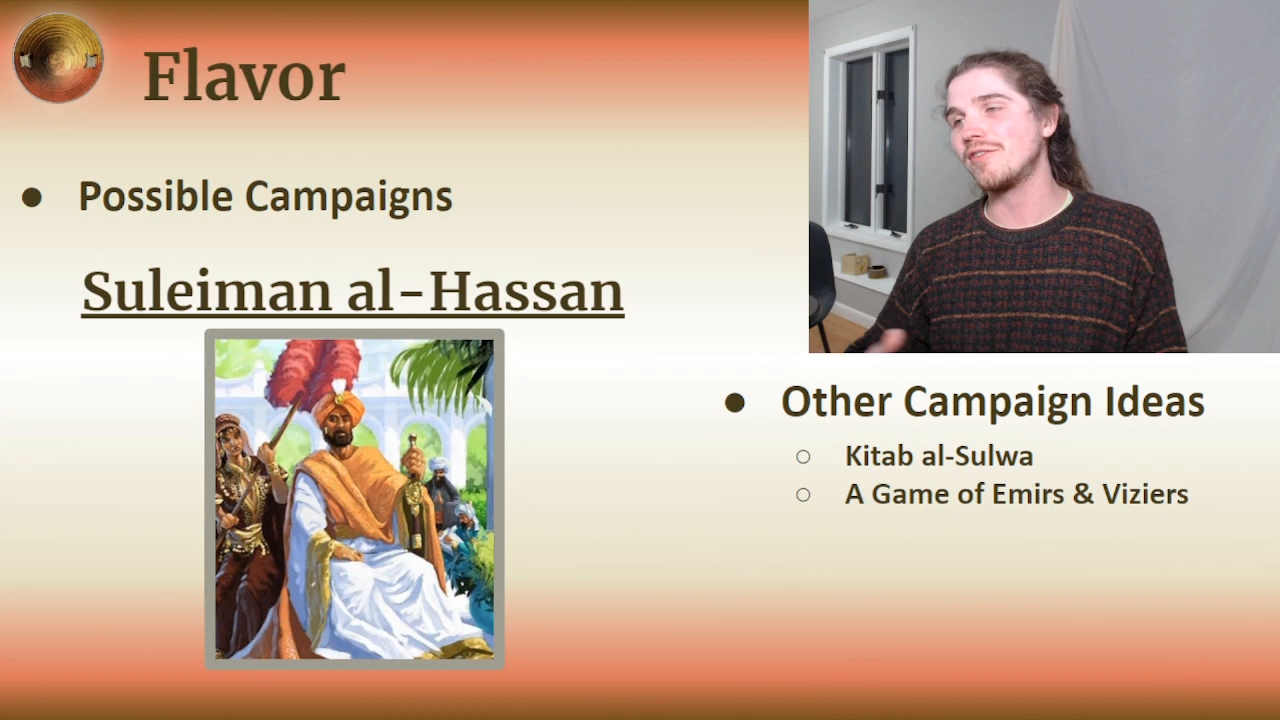 Flavor
● Possible Campaigns
Suleiman al-Hassan
● Other Campaign Ideas
○ Kitab al-Sulwa
○ A Game of Emirs & Viziers